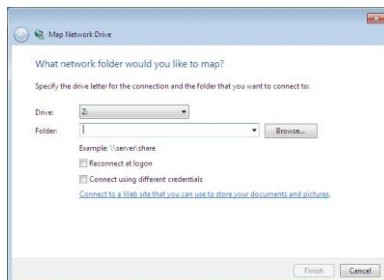 Map Network Drive
What network folder would you like to map?
Specify the drive letter for the connection and the folder that you want to connect to:
Drive: Z:
Folder: Browse...
Example: \\server\share
Reconnect at logon
Connect using different credentials
Connect to a Web site that you can use to store your documents and pictures.
Finish Cancel